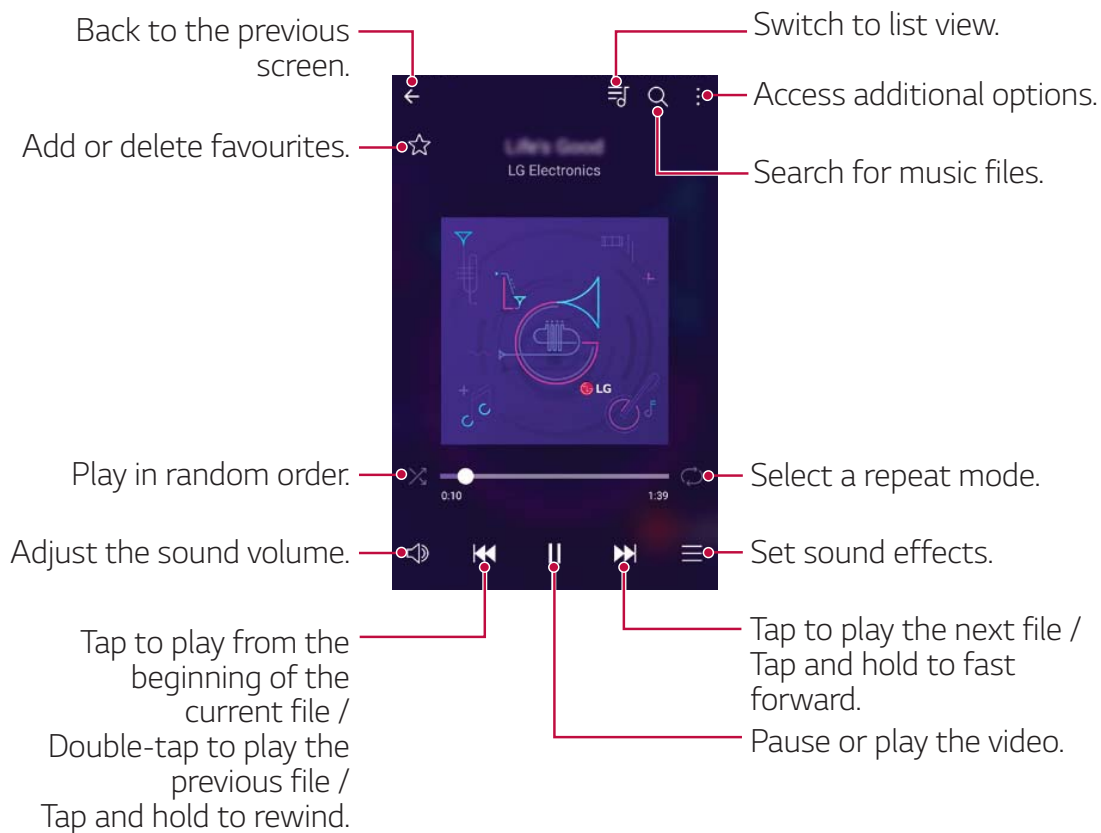 Back to the previous
screen.
Switch to list view.
Access additional options.
Add or delete favourites.
Search for music files.
LG Electronics
LG
Play in random order.
Select a repeat mode.
0:10
1:39
Adjust the sound volume.
Set sound effects.
Tap to play from the
beginning of the
current file /
Double-tap to play the
previous file /
Tap and hold to rewind.
Tap to play the next file /
Tap and hold to fast
forward.
Pause or play the video.